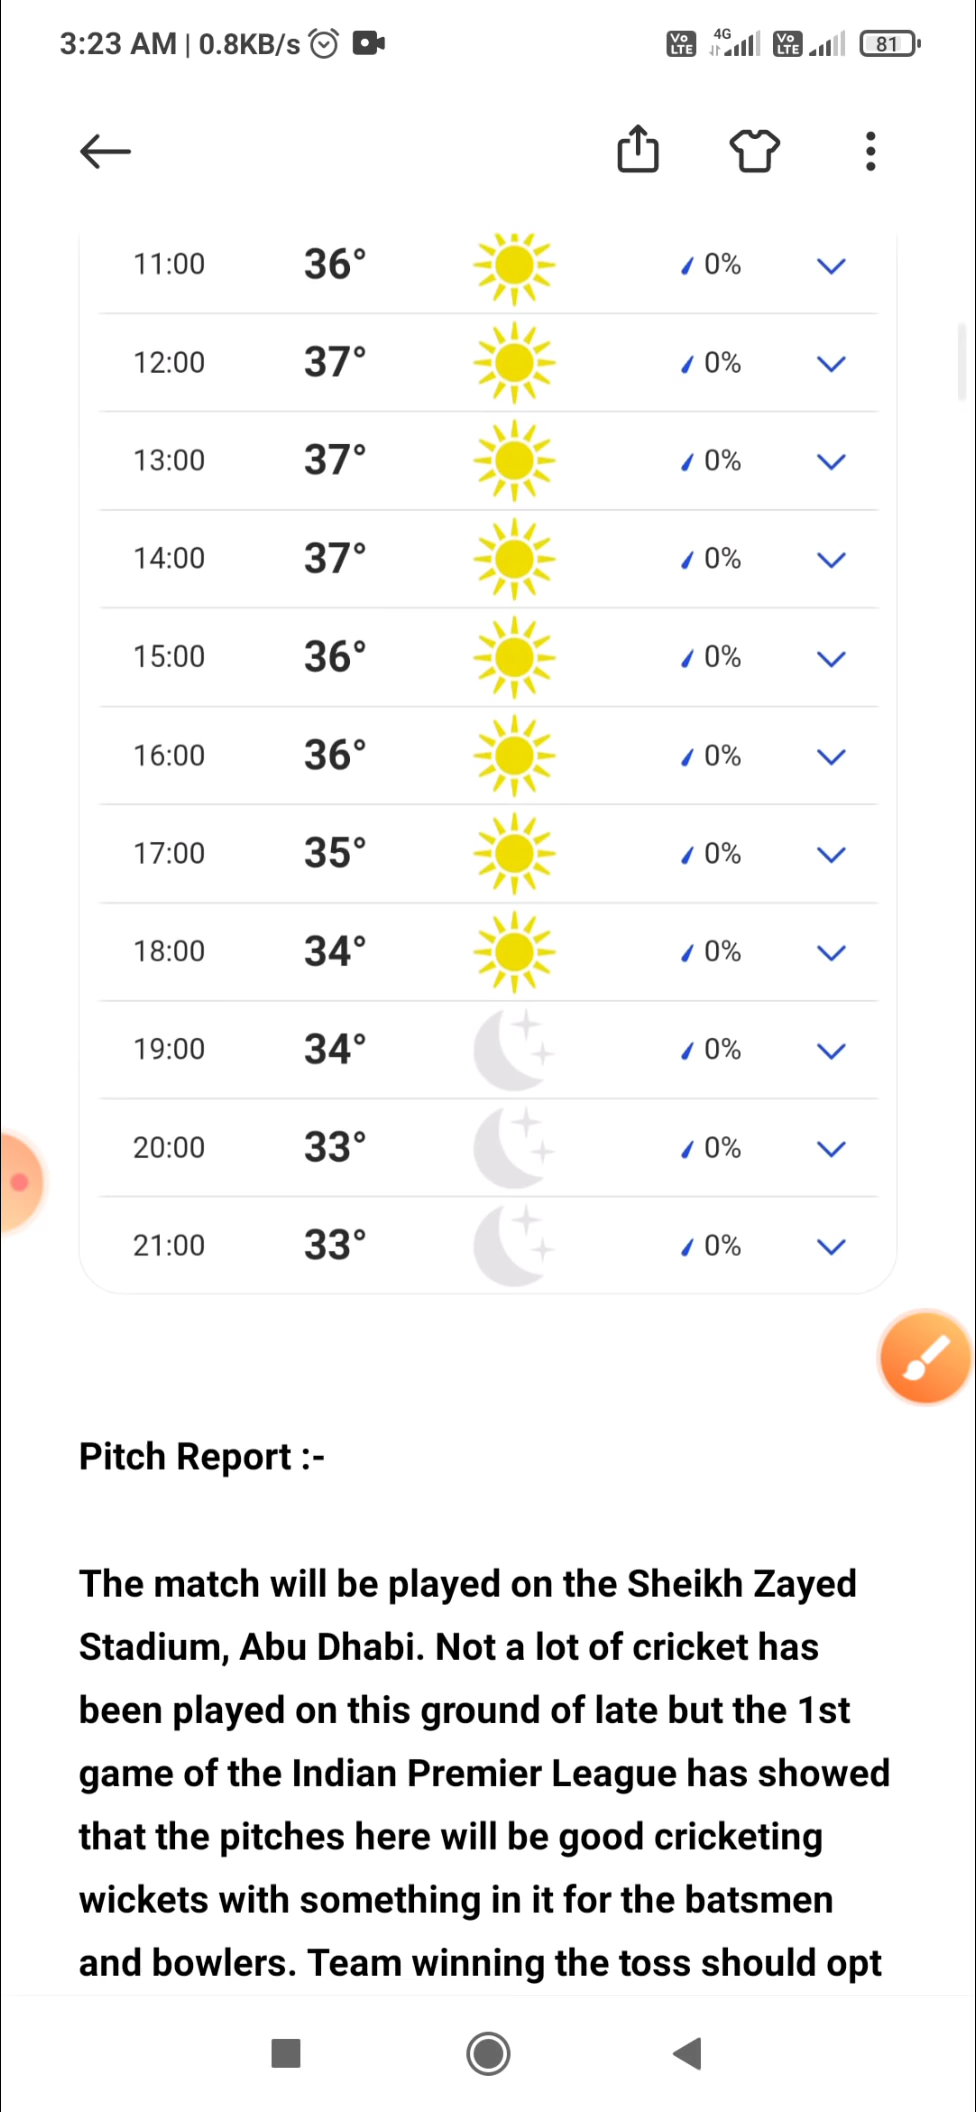 3:23 AM | 0.8KB/s Vo LTE 4G Vo LTE 81
11:00 36° 0%
12:00 37° 0%
13:00 37° 0%
14:00 37° 0%
15:00 36° 0%
16:00 36° 0%
17:00 35° 0%
18:00 34° 0%
19:00 34° 0%
20:00 33° 0%
21:00 33° 0%
Pitch Report :-
The match will be played on the Sheikh Zayed
Stadium, Abu Dhabi. Not a lot of cricket has
been played on this ground of late but the 1st
game of the Indian Premier League has showed
that the pitches here will be good cricketing
wickets with something in it for the batsmen
and bowlers. Team winning the toss should opt